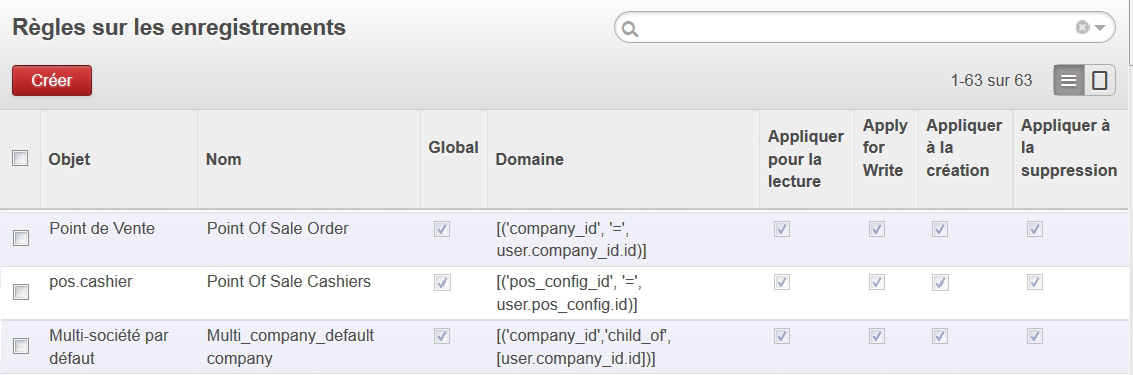 Règles sur les enregistrements
Créer
1-63 sur 63
Objet
Nom
Global
Domaine
Appliquer
pour la
lecture
Apply
for
Write
Appliquer
à la
création
Appliquer à
la
suppression
Point de Vente
Point Of Sale Order
[('company_id', '=',
user.company_id.id)]
pos.cashier
Point Of Sale Cashiers
[('pos_config_id', '=',
user.pos_config.id)]
Multi-société par
défaut
Multi_company_default
company
[('company_id','child_of',
[user.company_id.id])]